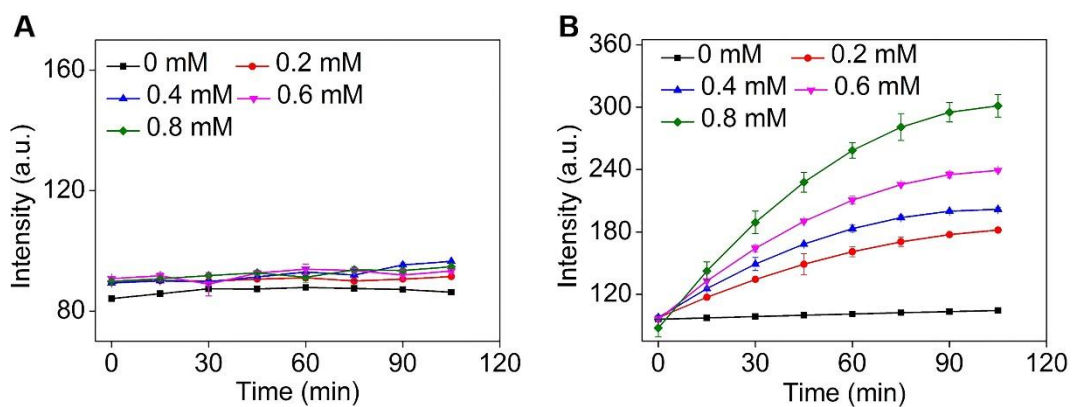 A
0 mM 0.2 mM
0.4 mM 0.6 mM
0.8 mM
160
120
80
Intensity (a.u.)
0 30 60 90 120
Time (min)
B
0 mM 0.2 mM
0.4 mM 0.6 mM
0.8 mM
360
300
240
180
120
Intensity (a.u.)
0 30 60 90 120
Time (min)